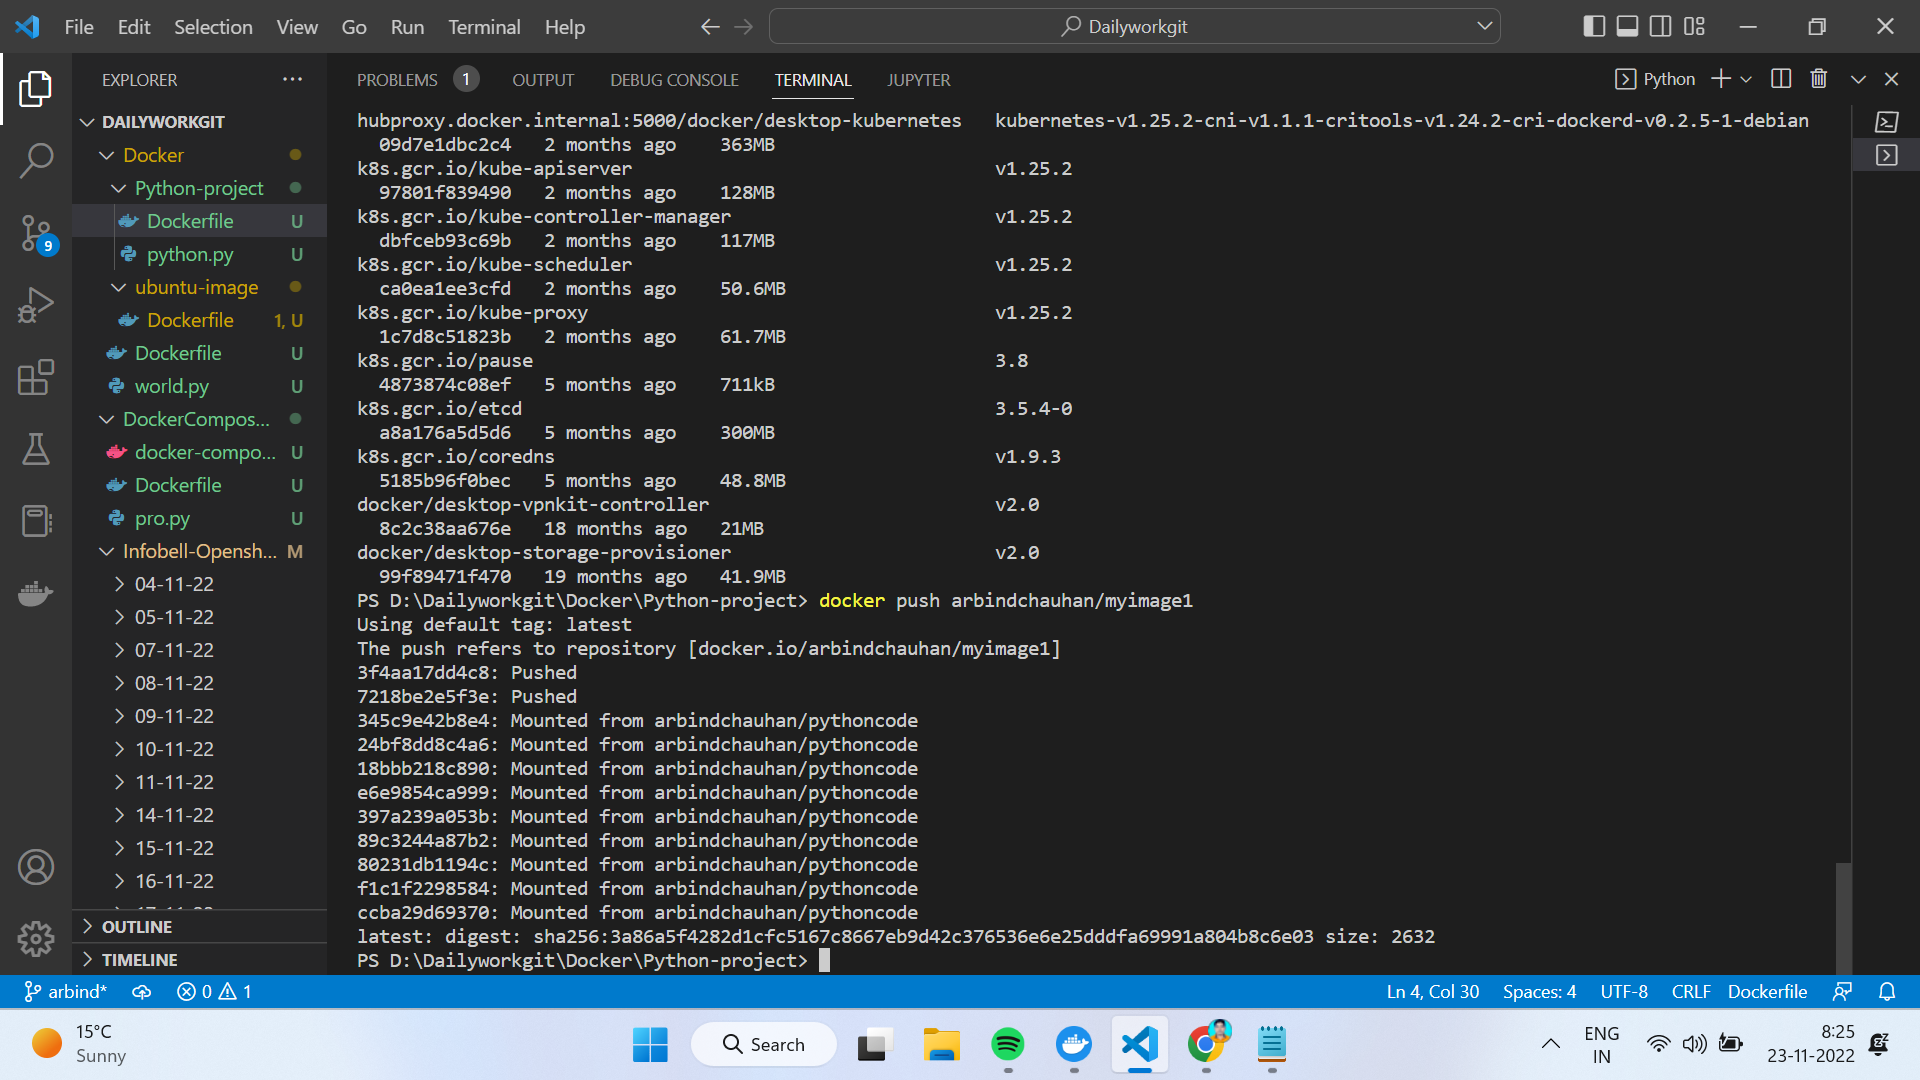 File Edit Selection View Go Run Terminal Help
Dailyworkgit
EXPLORER
DAILYWORKGIT
Docker
Python-project
Dockerfile U
python.py U
ubuntu-image
Dockerfile 1, U
Dockerfile U
world.py U
DockerCompos...
docker-compo... U
Dockerfile U
pro.py U
Infobell-Opensh... M
04-11-22
05-11-22
07-11-22
08-11-22
09-11-22
10-11-22
11-11-22
14-11-22
15-11-22
16-11-22
OUTLINE
TIMELINE
9
PROBLEMS 1 OUTPUT DEBUG CONSOLE TERMINAL JUPYTER
Python
hubproxy.docker.internal:5000/docker/desktop-kubernetes kubernetes-v1.25.2-cni-v1.1.1-critools-v1.24.2-cri-dockerd-v0.2.5-1-debian
09d7e1dbc2c4 2 months ago 363MB
k8s.gcr.io/kube-apiserver v1.25.2
97801f839490 2 months ago 128MB
k8s.gcr.io/kube-controller-manager v1.25.2
dbfceb93c69b 2 months ago 117MB
k8s.gcr.io/kube-scheduler v1.25.2
ca0ea1ee3cfd 2 months ago 50.6MB
k8s.gcr.io/kube-proxy v1.25.2
1c7d8c51823b 2 months ago 61.7MB
k8s.gcr.io/pause 3.8
4873874c08ef 5 months ago 711kB
k8s.gcr.io/etcd 3.5.4-0
a8a176a5d5d6 5 months ago 300MB
k8s.gcr.io/coredns v1.9.3
5185b96f0bec 5 months ago 48.8MB
docker/desktop-vpnkit-controller v2.0
8c2c38aa676e 18 months ago 21MB
docker/desktop-storage-provisioner v2.0
99f89471f470 19 months ago 41.9MB
PS D:\Dailyworkgit\Docker\Python-project> docker push arbindchauhan/myimage1
Using default tag: latest
The push refers to repository [docker.io/arbindchauhan/myimage1]
3f4aa17dd4c8: Pushed
7218be2e5f3e: Pushed
345c9e42b8e4: Mounted from arbindchauhan/pythoncode
24bf8dd8c4a6: Mounted from arbindchauhan/pythoncode
18bbb218c890: Mounted from arbindchauhan/pythoncode
e6e9854ca999: Mounted from arbindchauhan/pythoncode
397a239a053b: Mounted from arbindchauhan/pythoncode
89c3244a87b2: Mounted from arbindchauhan/pythoncode
80231db1194c: Mounted from arbindchauhan/pythoncode
f1c1f2298584: Mounted from arbindchauhan/pythoncode
ccba29d69370: Mounted from arbindchauhan/pythoncode
latest: digest: sha256:3a86a5f4282d1cfc5167c8667eb9d42c376536e6e25dddfa69991a804b8c6e03 size: 2632
PS D:\Dailyworkgit\Docker\Python-project>
arbind* 0 1 Ln 4, Col 30 Spaces: 4 UTF-8 CRLF Dockerfile
15°C
Sunny
Search
ENG
IN
8:25
23-11-2022